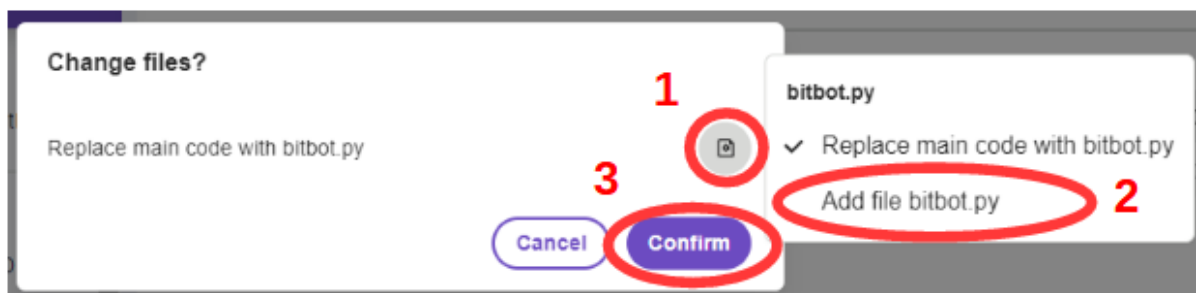 Change files?
1
bitbot.py
Replace main code with bitbot.py
Replace main code with bitbot.py
3
Add file bitbot.py
2
Cancel
Confirm